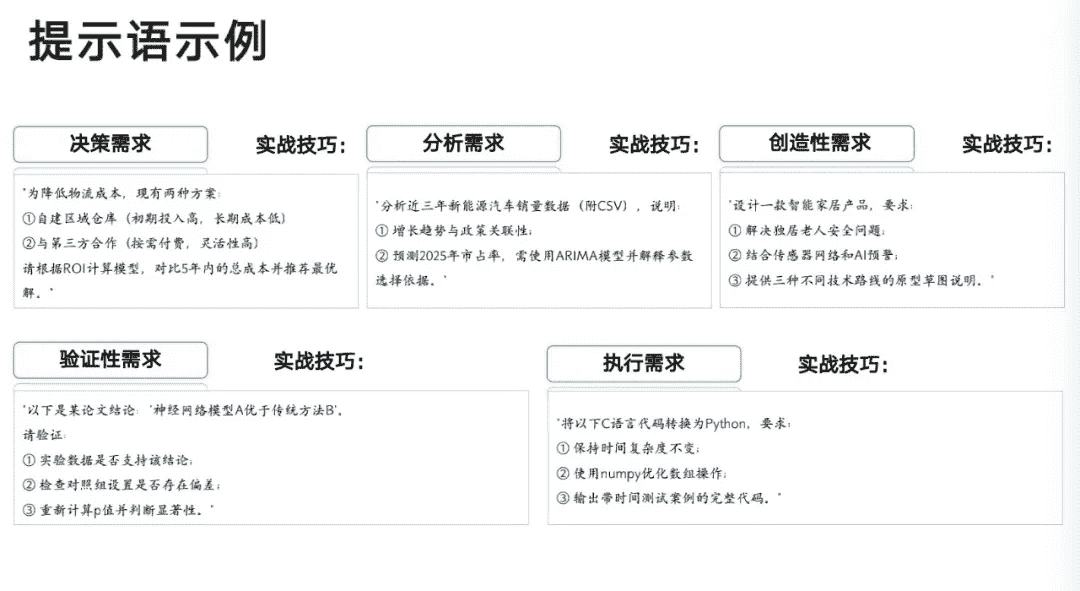 提示语示例
决策需求
实战技巧：
"为降低物流成本，现有两种方案：
①自建区域仓库（初期投入高，长期成本低）
②与第三方合作（按需付费，灵活性高）
请根据ROI计算模型，对比5年内的总成本并推荐最优
解。"
分析需求
实战技巧：
"分析近三年新能源汽车销量数据（附CSV），说明：
① 增长趋势与政策关联性；
② 预测2025年市占率，需使用ARIMA模型并解释参数
选择依据。"
创造性需求
实战技巧：
"设计一款智能家居产品，要求：
① 解决独居老人安全问题；
② 结合传感器网络和AI预警；
③ 提供三种不同技术路线的原型草图说明。"
验证性需求
实战技巧：
"以下是某论文结论：'神经网络模型A优于传统方法B'。
请验证：
① 实验数据是否支持该结论；
② 检查对照组设置是否存在偏差；
③ 重新计算p值并判断显著性。"
执行需求
实战技巧：
"将以下C语言代码转换为Python，要求：
① 保持时间复杂度不变；
② 使用numpy优化数组操作；
③ 输出带时间测试案例的完整代码。"